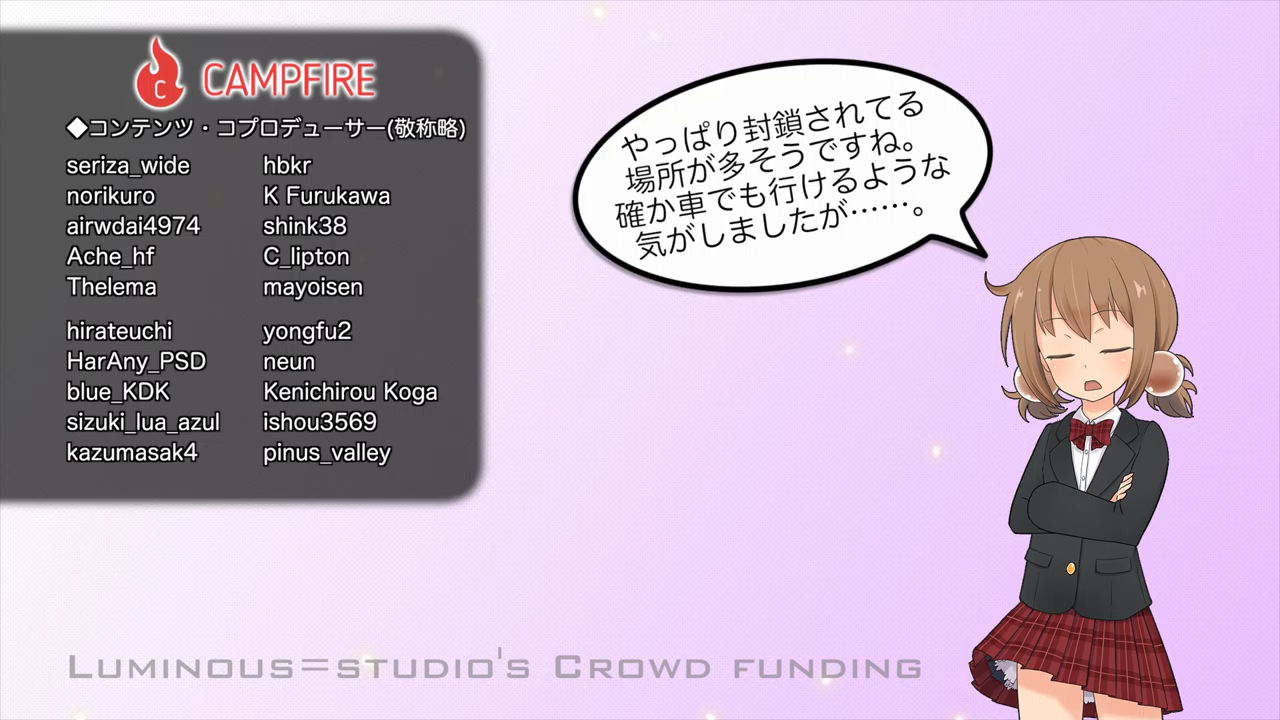 CAMPFIRE
◆コンテンツ・コプロデューサー(敬称略)
seriza_wide hbkr
norikuro K Furukawa
airwdai4974 shink38
Ache_hf C_lipton
Thelema mayoisen
hirateuchi yongfu2
HarAny_PSD neun
blue_KDK Kenichirou Koga
sizuki_lua_azul ishou3569
kazumasak4 pinus_valley
やっぱり封鎖されてる
場所が多そうですね。
確か車でも行けるような
気がしましたが……。
Luminous=studio's Crowd funding